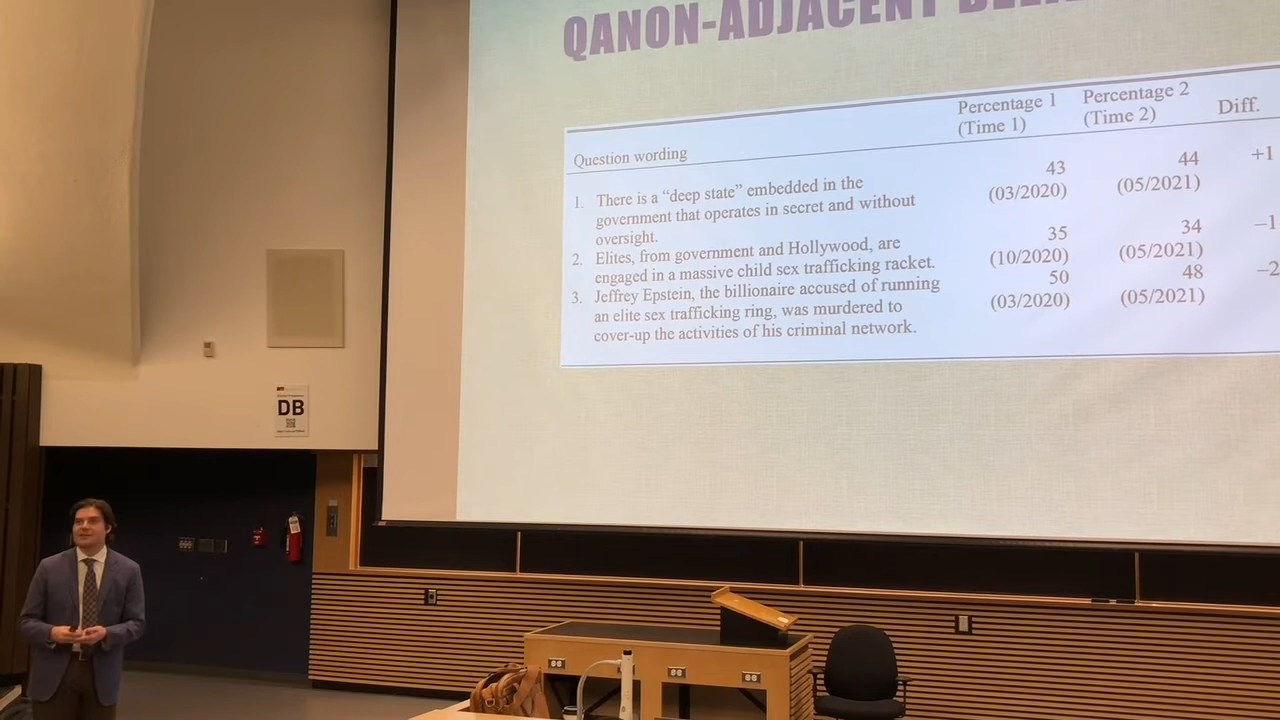 QANON-ADJACENT
Percentage 1 Percentage 2
(Time 1) (Time 2) Diff.
Question wording
1. There is a “deep state” embedded in the 43 44 +1
government that operates in secret and without (03/2020) (05/2021)
oversight.
2. Elites, from government and Hollywood, are 35 34 –1
engaged in a massive child sex trafficking racket. (10/2020) (05/2021)
3. Jeffrey Epstein, the billionaire accused of running 50 48 –2
an elite sex trafficking ring, was murdered to (03/2020) (05/2021)
cover-up the activities of his criminal network.
DB